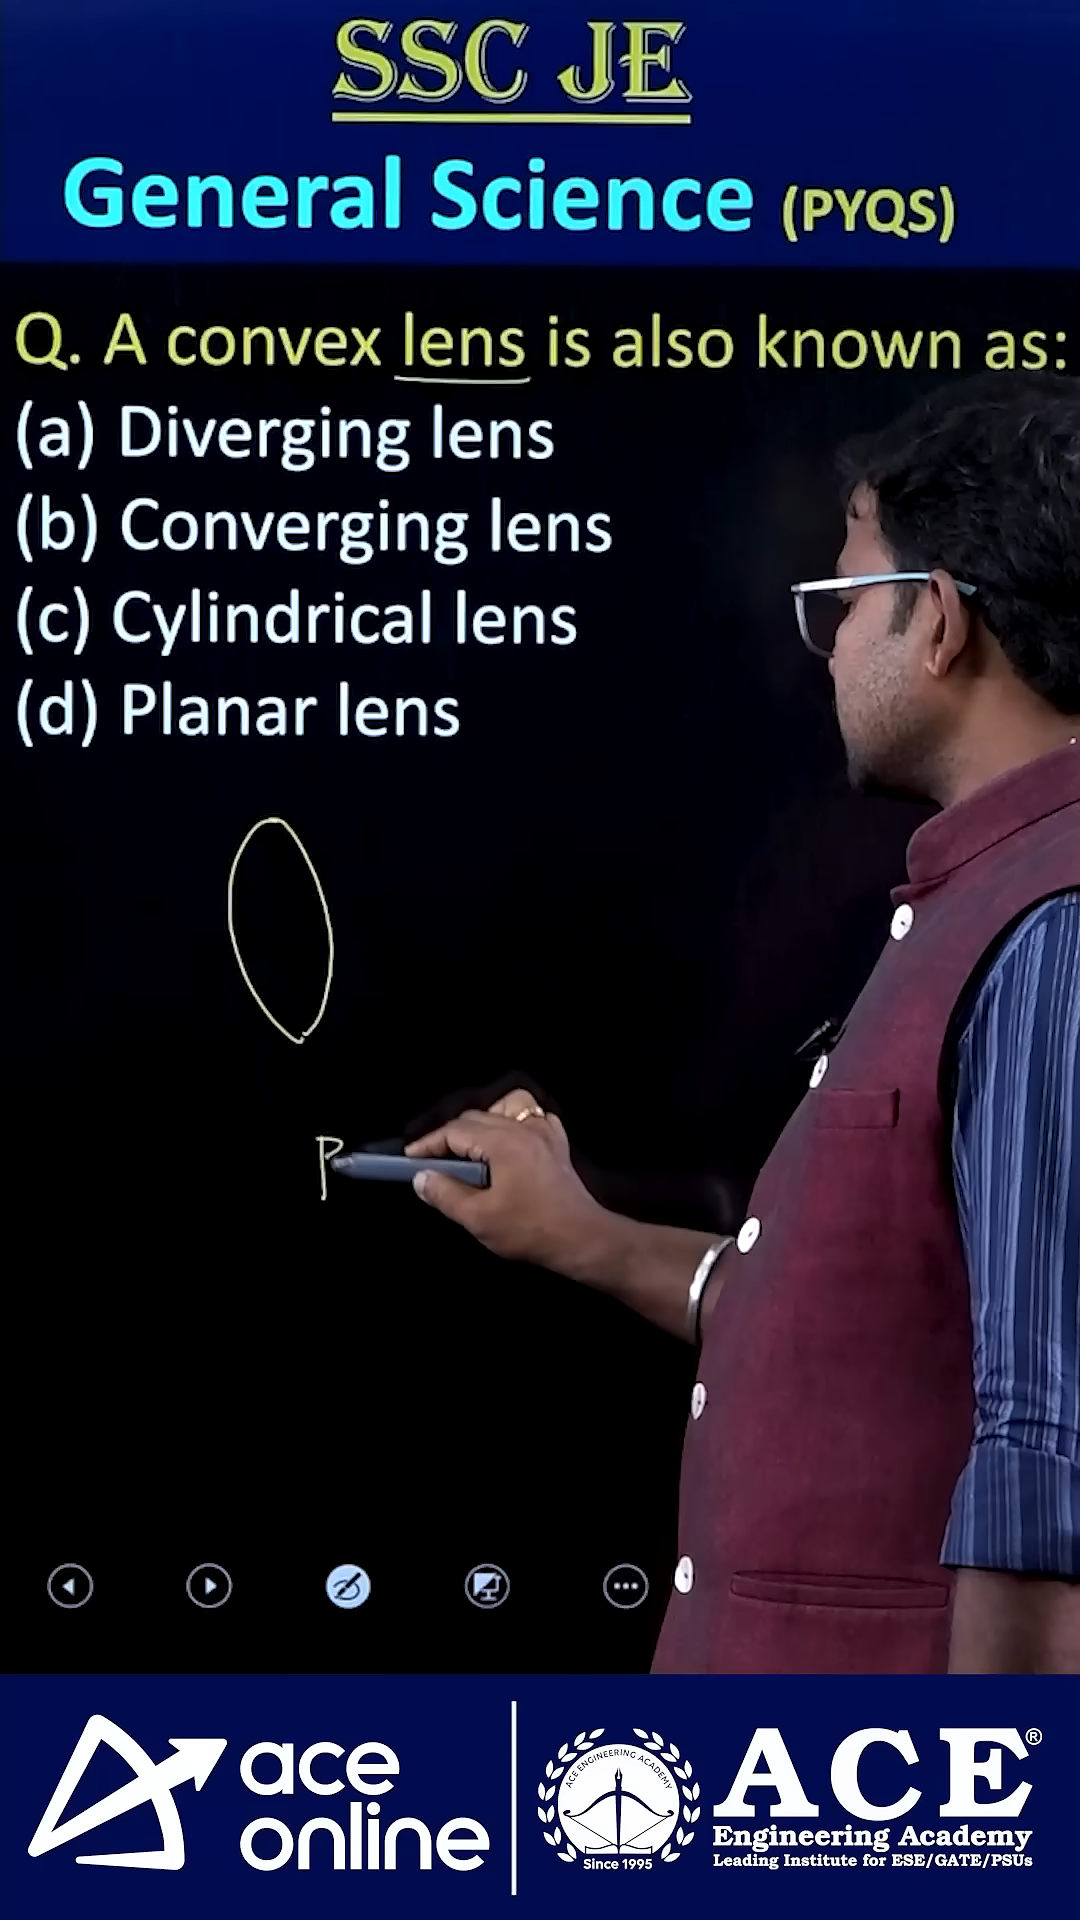 SSC JE
General Science (PYQS)
Q. A convex lens is also known as:
(a) Diverging lens
(b) Converging lens
(c) Cylindrical lens
(d) Planar lens
P
ace
online
ACE ENGINEERING ACADEMY
Since 1995
ACE®
Engineering Academy
Leading Institute for ESE/GATE/PSUs